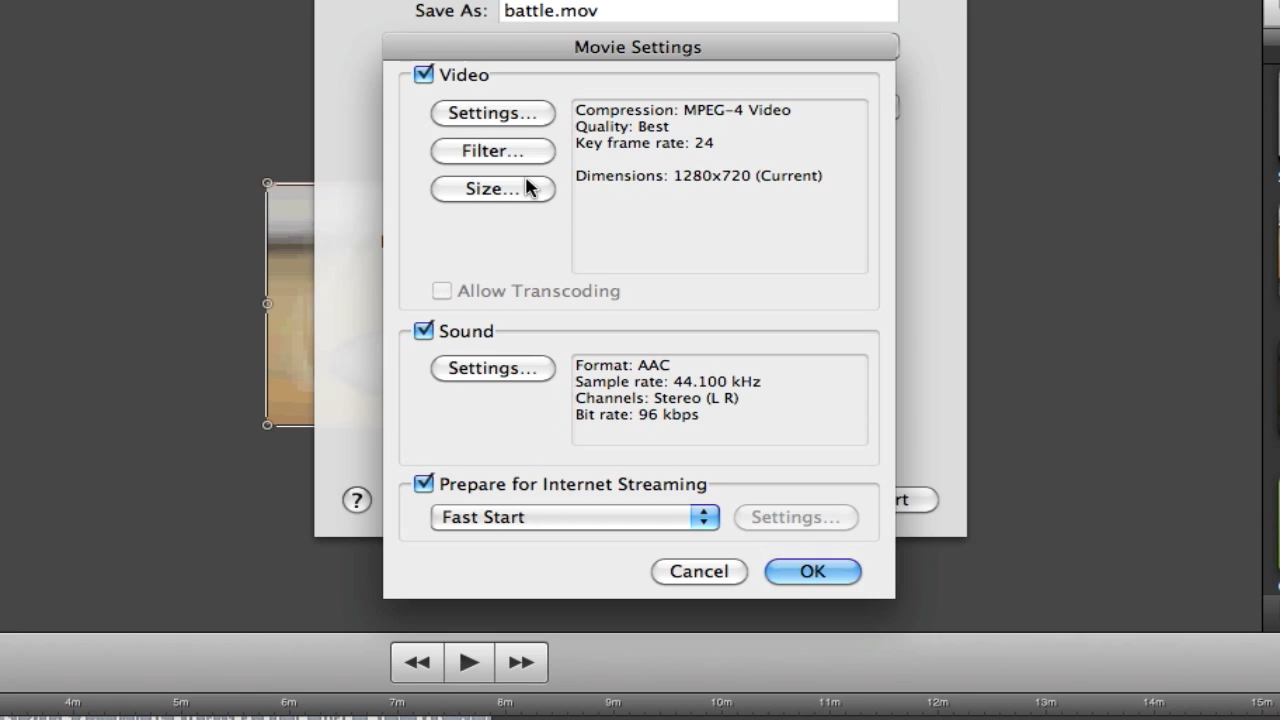 Save As: battle.mov
Movie Settings
Video
Settings...
Filter...
Size...
Compression: MPEG-4 Video
Quality: Best
Key frame rate: 24
Dimensions: 1280x720 (Current)
Allow Transcoding
Sound
Settings...
Format: AAC
Sample rate: 44.100 kHz
Channels: Stereo (L R)
Bit rate: 96 kbps
Prepare for Internet Streaming
Fast Start
Settings...
?
rt
Cancel
OK
4m 5m 6m 7m 8m 9m 10m 11m 12m 13m 14m 15m